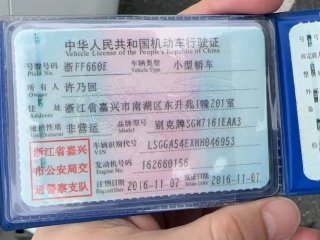 中华人民共和国机动车行驶证
Vehicle License of the People's Republic of China
号牌号码 浙FF660E 车辆类型 小型轿车
Plate No. Vehicle Type
所有人 许乃回
Owner
住址 浙江省嘉兴市南湖区东升苑1幢201室
Address
使用性质 非营运 品牌型号 别克牌SGM7161EAA3
浙江省嘉兴 车辆识别代号 LSGGA54EXHH046953
VIN
市公安局交 发动机号码 162660156
通警察支队 注册日期 2016-11-07 发证日期 2016-11-07